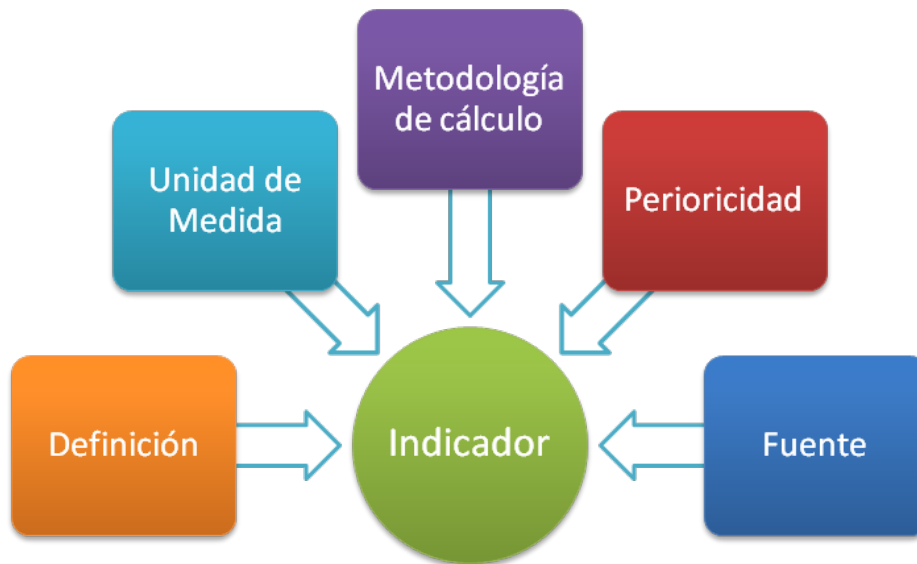 Metodología
de cálculo
Unidad de
Medida
Perioricidad
Definición
Indicador
Fuente